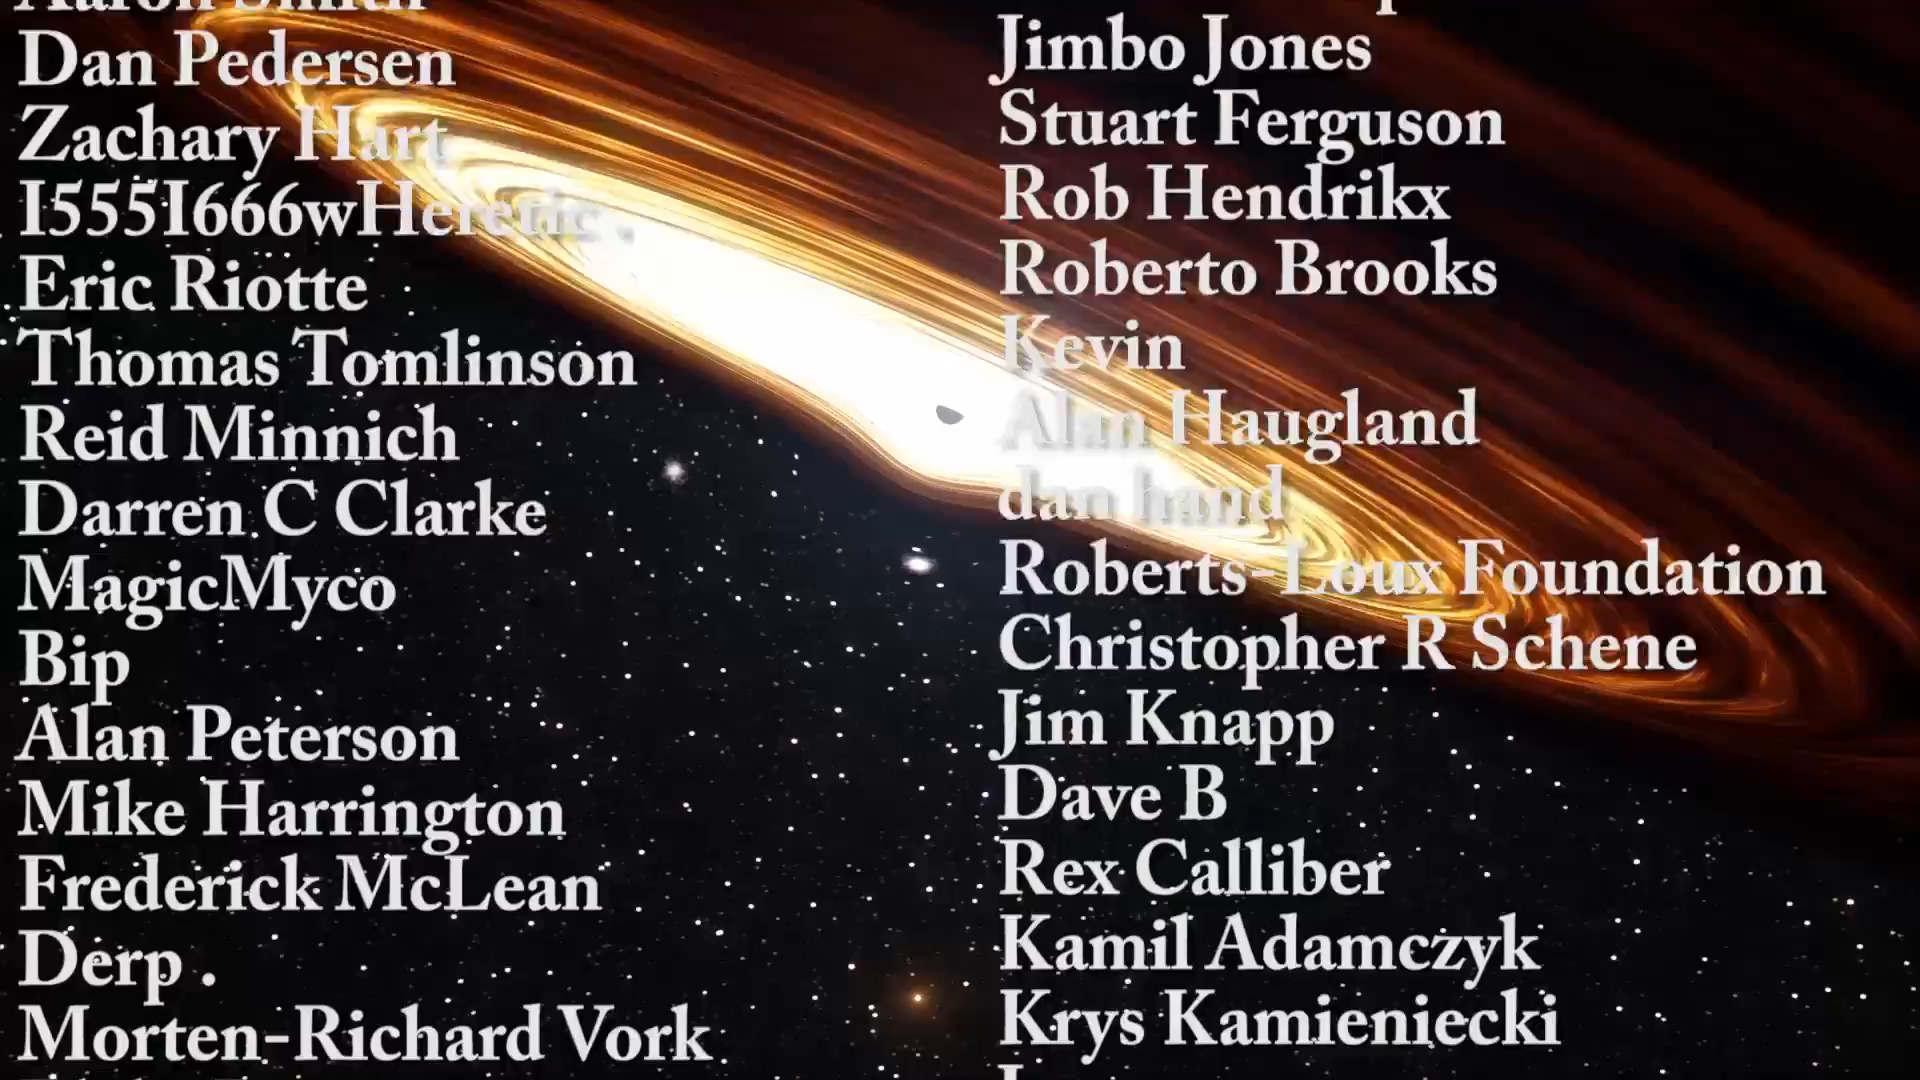 Aaron Smith
Dan Pedersen
Zachary Hart
I555I666wHeretic .
Eric Riotte
Thomas Tomlinson
Reid Minnich
Darren C Clarke
MagicMyco
Bip
Alan Peterson
Mike Harrington
Frederick McLean
Derp .
Morten-Richard Vork
Jimbo Jones
Stuart Ferguson
Rob Hendrikx
Roberto Brooks
Kevin
Alan Haugland
dan hand
Roberts-Loux Foundation
Christopher R Schene
Jim Knapp
Dave B
Rex Calliber
Kamil Adamczyk
Krys Kamieniecki